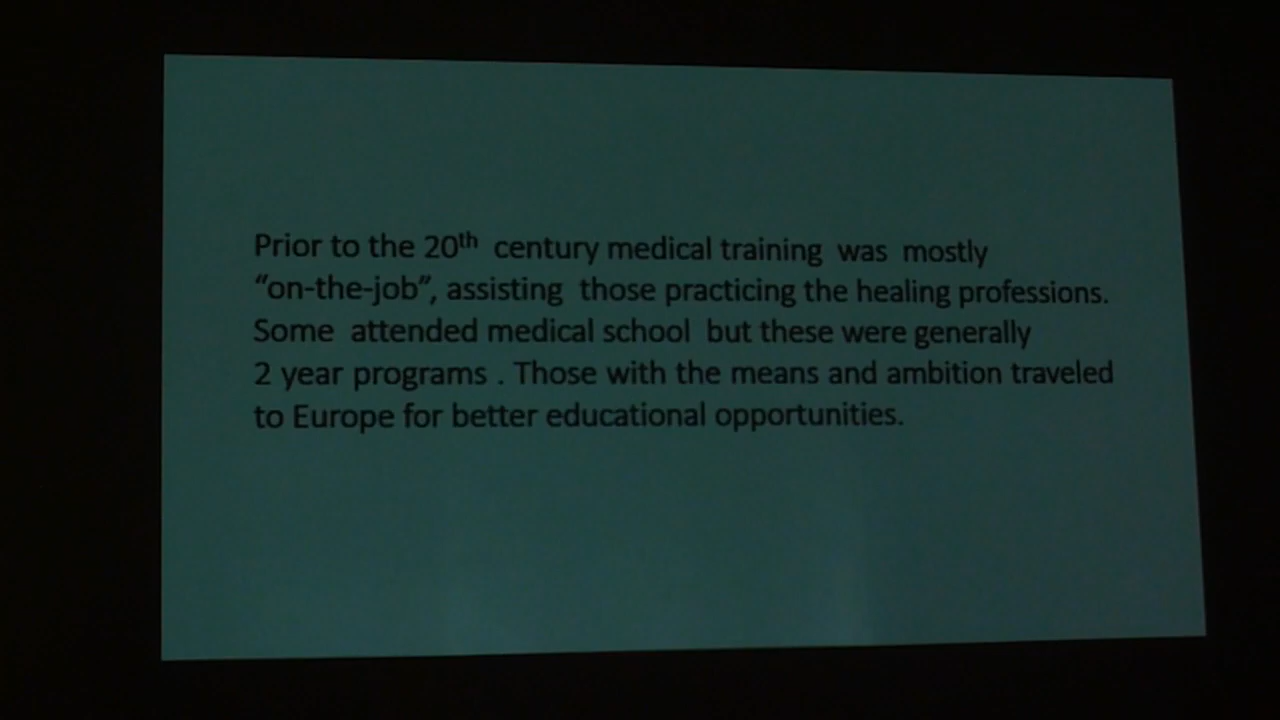 Prior to the 20th century medical training was mostly
“on-the-job”, assisting those practicing the healing professions.
Some attended medical school but these were generally
2 year programs . Those with the means and ambition traveled
to Europe for better educational opportunities.